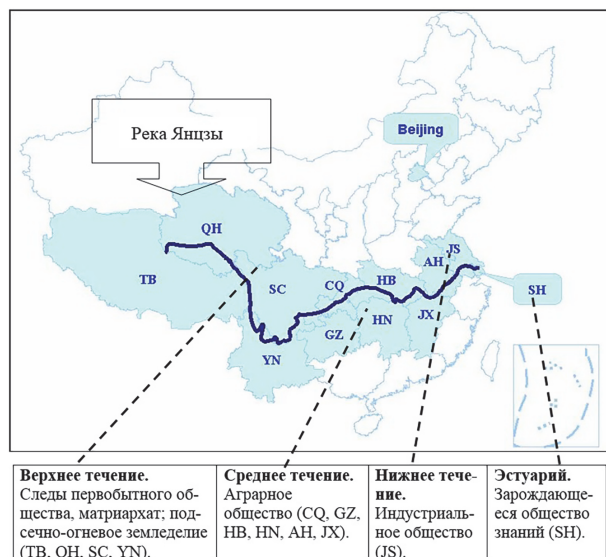 Река Янцзы
Beijing
QH
JS
AH
TB
SC
CQ
HB
SH
HN
JX
GZ
YN
Верхнее течение.
Следы первобытного об-
щества, матриархат; под-
сечно-огневое земледелие
(TB, QH, SC, YN).
Среднее течение.
Аграрное
общество (CQ, GZ,
HB, HN, AH, JX).
Нижнее тече-
ние.
Индустриаль-
ное общество
(JS).
Эстуарий.
Зарождающе-
еся общество
знаний (SH).